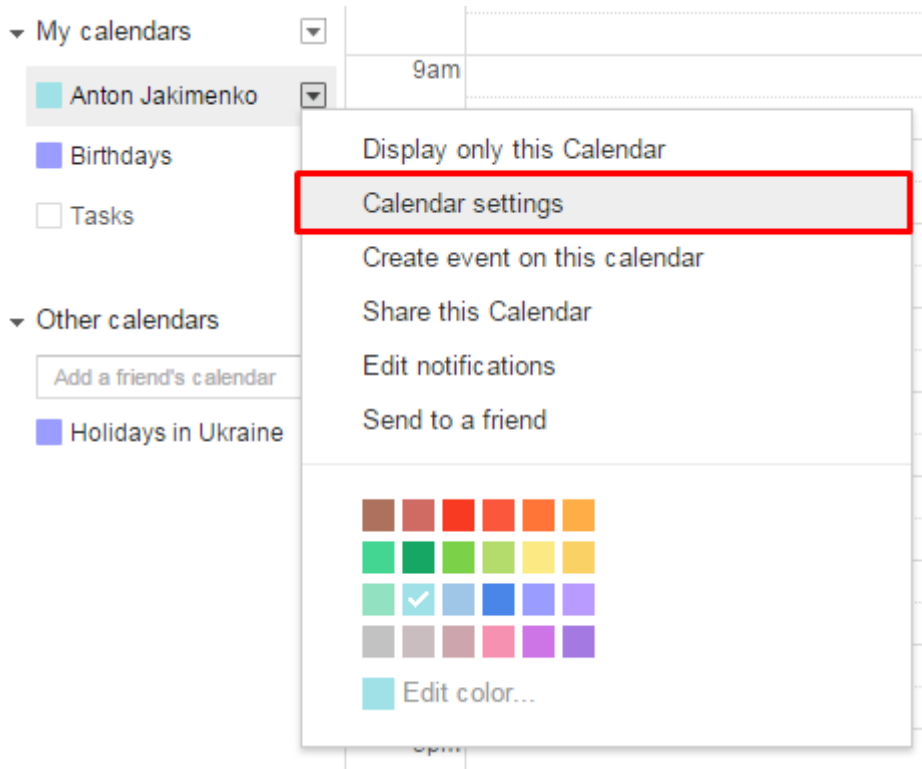 My calendars
9am
Anton Jakimenko
Birthdays
Tasks
Other calendars
Add a friend's calendar
Holidays in Ukraine
Display only this Calendar
Calendar settings
Create event on this calendar
Share this Calendar
Edit notifications
Send to a friend
Edit color...